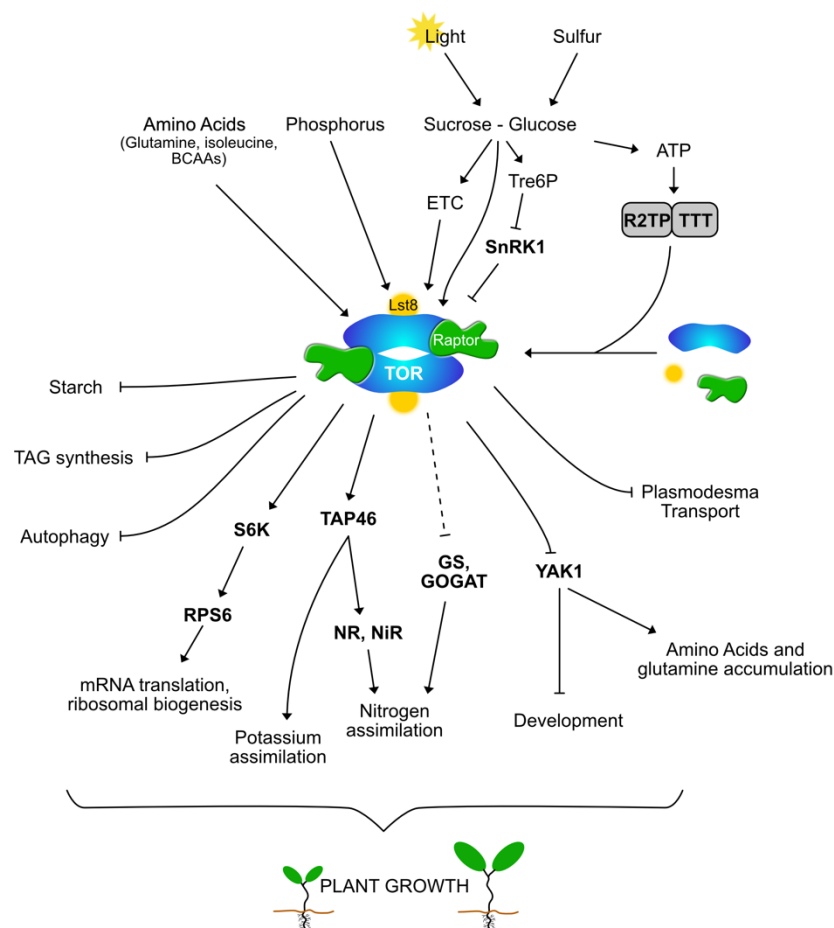 Light
Sulfur
Amino Acids
(Glutamine, isoleucine,
BCAAs)
Phosphorus
Sucrose - Glucose
ATP
Tre6P
ETC
R2TP
TTT
SnRK1
Lst8
Raptor
TOR
Starch
TAG synthesis
Autophagy
Plasmodesma
Transport
S6K
TAP46
GS,
GOGAT
YAK1
RPS6
NR, NiR
Amino Acids and
glutamine accumulation
mRNA translation,
ribosomal biogenesis
Potassium
assimilation
Nitrogen
assimilation
Development
PLANT GROWTH